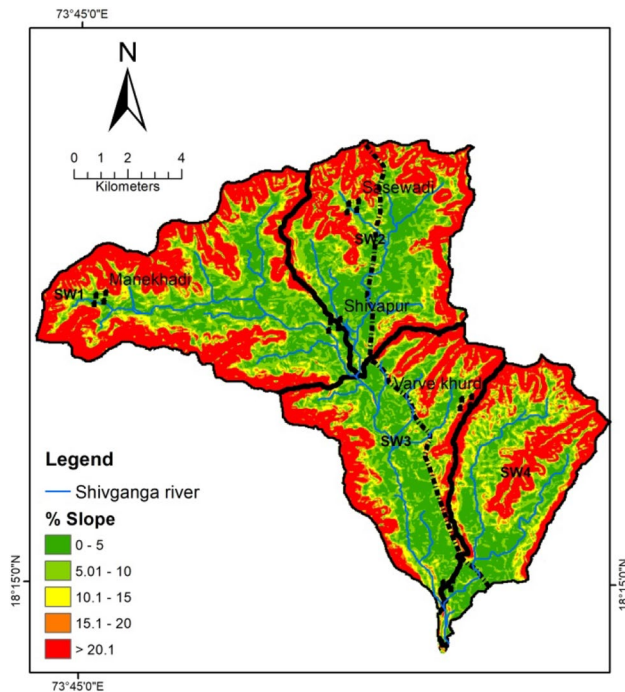 73°45'0"E
N
0 2 4
Kilometers
Sasewadi
SW2
Manekhadi
SW1
Shivapur
Varve khurd
SW3
SW4
Legend
Shivganga river
% Slope
0 - 5
5.01 - 10
10.1 - 15
15.1 - 20
> 20.1
18°15'0"N
18°15'0"N
73°45'0"E